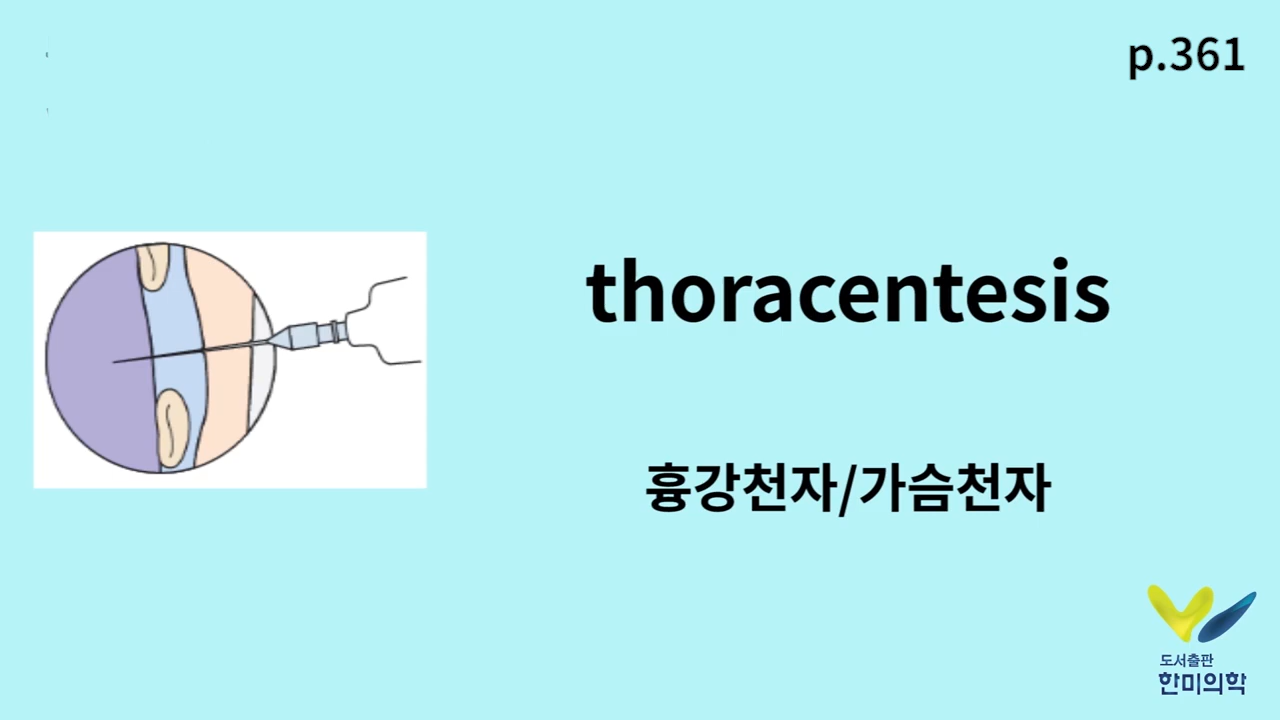 p.361
thoracentesis
흉강천자/가슴천자
도서출판
한미의학